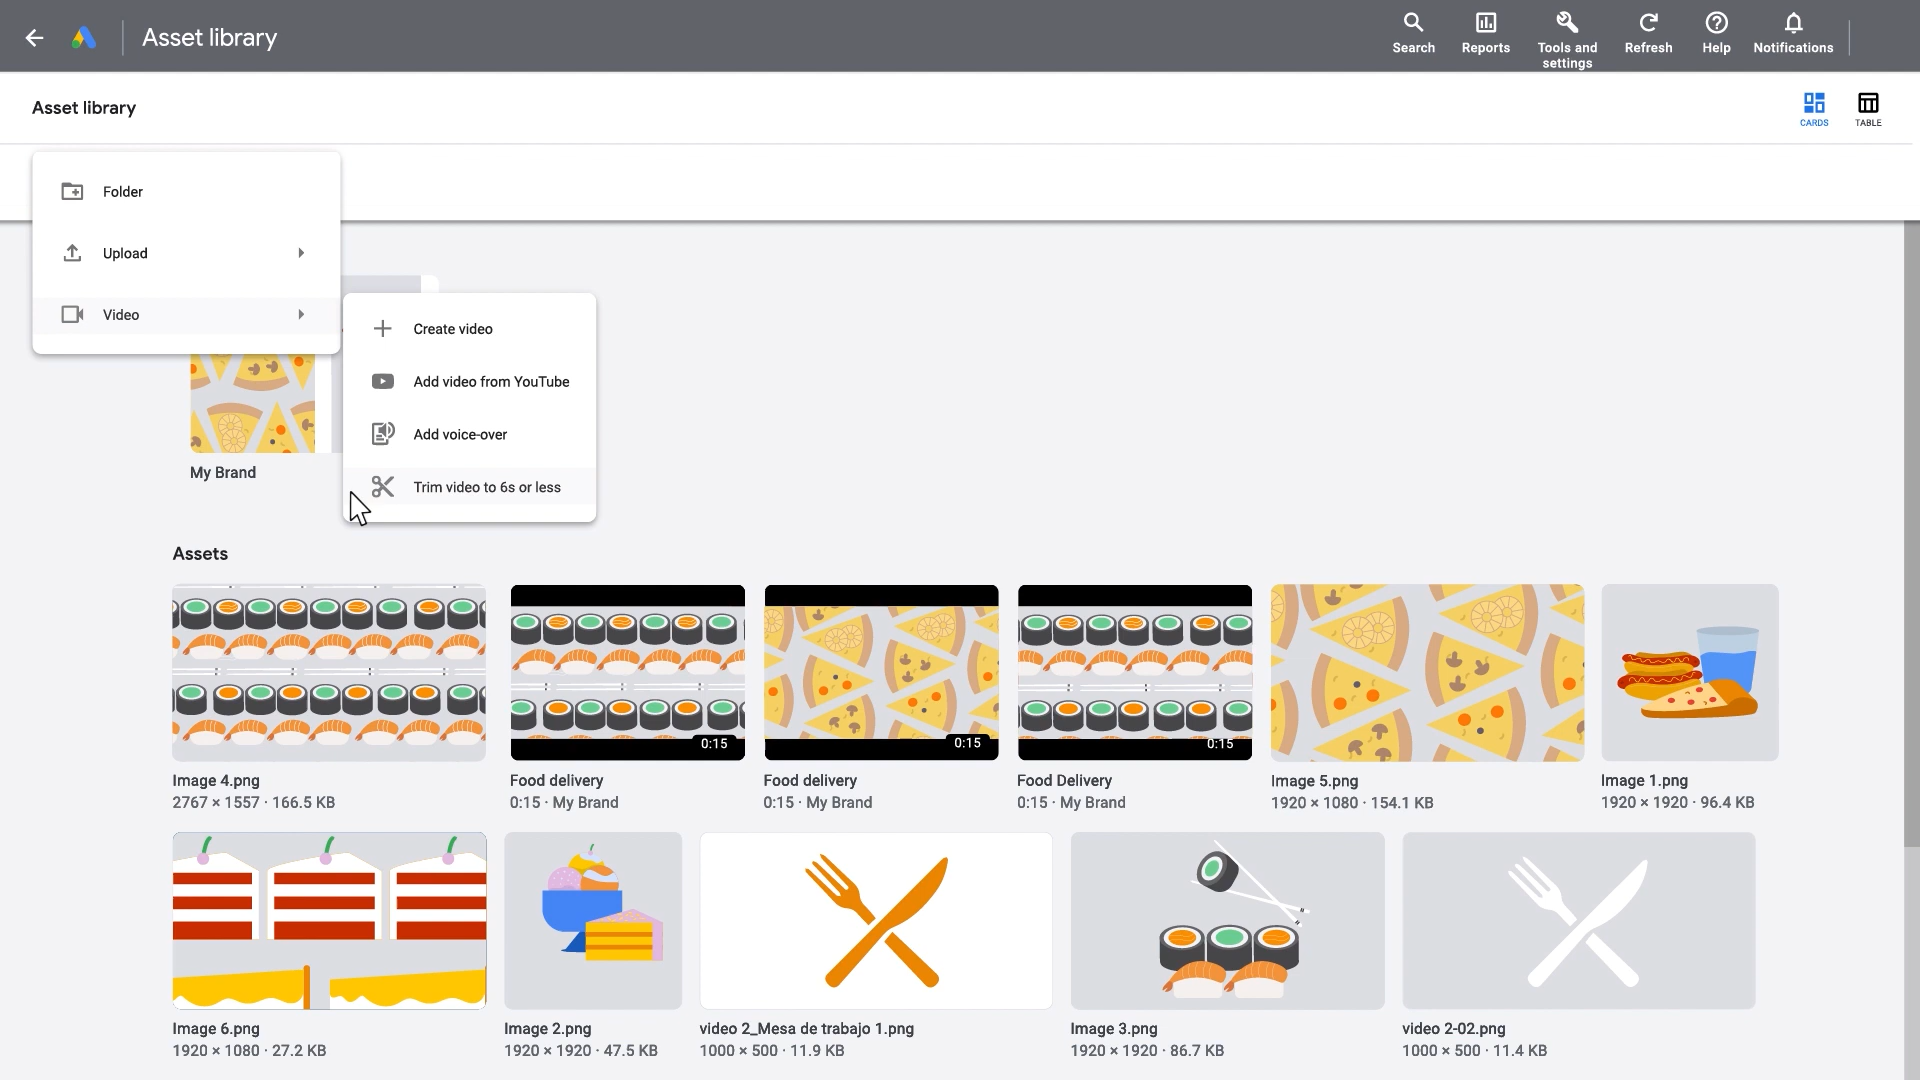 Asset library
Search
Reports
Tools and
settings
Refresh
Help
Notifications
Asset library
CARDS
TABLE
Folder
Upload
Video
Create video
Add video from YouTube
Add voice-over
Trim video to 6s or less
My Brand
Assets
0:15
0:15
0:15
Image 4.png
2767 × 1557 · 166.5 KB
Food delivery
0:15 · My Brand
Food delivery
0:15 · My Brand
Food Delivery
0:15 · My Brand
Image 5.png
1920 × 1080 · 154.1 KB
Image 1.png
1920 × 1920 · 96.4 KB
Image 6.png
1920 × 1080 · 27.2 KB
Image 2.png
1920 × 1920 · 47.5 KB
video 2_Mesa de trabajo 1.png
1000 × 500 · 11.9 KB
Image 3.png
1920 × 1920 · 86.7 KB
video 2-02.png
1000 × 500 · 11.4 KB